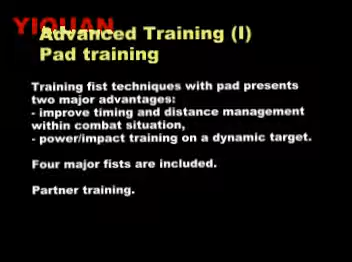 YIQUAN
Advanced Training (I)
Pad training
Training fist techniques with pad presents
two major advantages:
- improve timing and distance management
within combat situation,
- power/impact training on a dynamic target.
Four major fists are included.
Partner training.